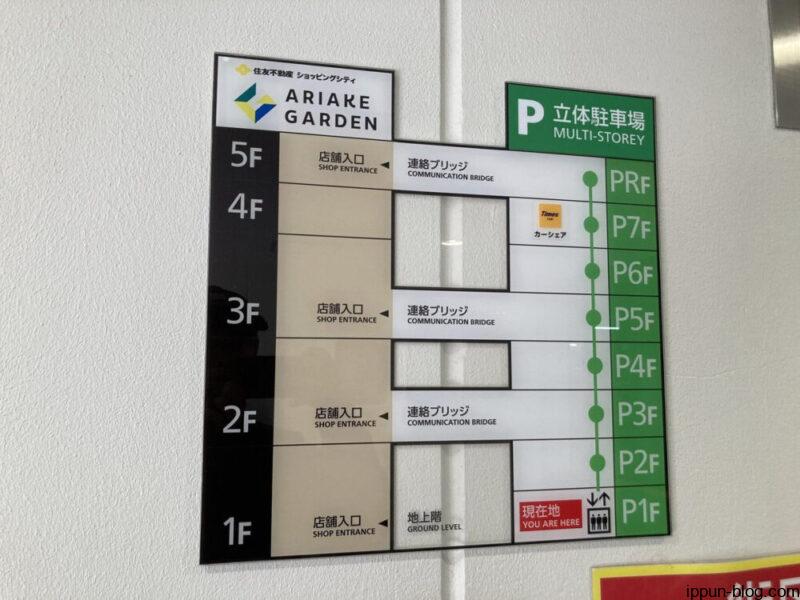 住友不動産 ショッピングシティ
ARIAKE
GARDEN
P 立体駐車場
MULTI-STOREY
5F
店舗入口
SHOP ENTRANCE
連絡ブリッジ
COMMUNICATION BRIDGE
PRF
4F
Times
カーシェア
P7F
P6F
3F
店舗入口
SHOP ENTRANCE
連絡ブリッジ
COMMUNICATION BRIDGE
P5F
P4F
2F
店舗入口
SHOP ENTRANCE
連絡ブリッジ
COMMUNICATION BRIDGE
P3F
P2F
1F
店舗入口
SHOP ENTRANCE
地上階
GROUND LEVEL
現在地
YOU ARE HERE
P1F
ippun-blog.com